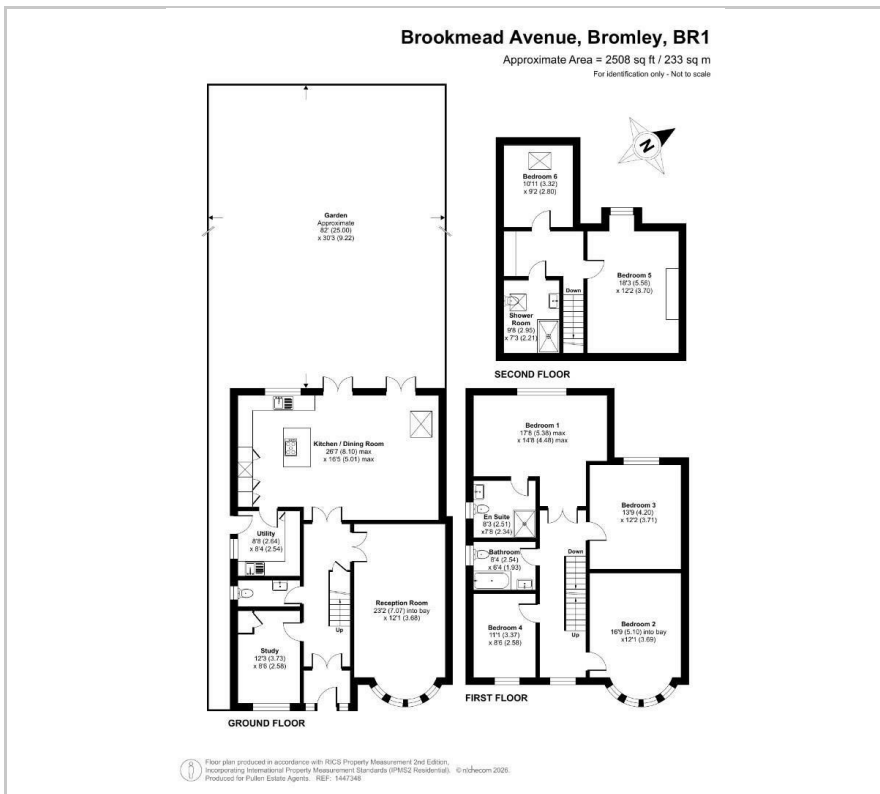 Brookmead Avenue, Bromley, BR1
Approximate Area = 2508 sq ft / 233 sq m
For identification only - Not to scale
N
Garden
Approximate
82' (25.00)
x 30'3 (9.22)
Kitchen / Dining Room
26'7 (8.10) max
x 16'5 (5.01) max
Utility
8'8 (2.64)
x 8'4 (2.54)
Reception Room
23'2 (7.07) into bay
x 12'1 (3.68)
Up
Study
12'3 (3.73)
x 8'6 (2.58)
GROUND FLOOR
Bedroom 6
10'11 (3.32)
x 9'2 (2.80)
Bedroom 5
18'3 (5.56)
x 12'2 (3.70)
Down
Shower
Room
9'8 (2.95)
x 7'3 (2.21)
SECOND FLOOR
Bedroom 1
17'8 (5.38) max
x 14'8 (4.48) max
Bedroom 3
13'9 (4.20)
x 12'2 (3.71)
En Suite
8'3 (2.51)
x7'8 (2.34)
Bathroom
8'4 (2.54)
x 6'4 (1.93)
Down
Up
Bedroom 4
11'1 (3.37)
x 8'6 (2.58)
Bedroom 2
16'9 (5.10) into bay
x12'1 (3.69)
FIRST FLOOR
Floor plan produced in accordance with RICS Property Measurement 2nd Edition,
Incorporating International Property Measurement Standards (IPMS2 Residential). © nichecom 2026.
Produced for Pullen Estate Agents. REF: 1447348